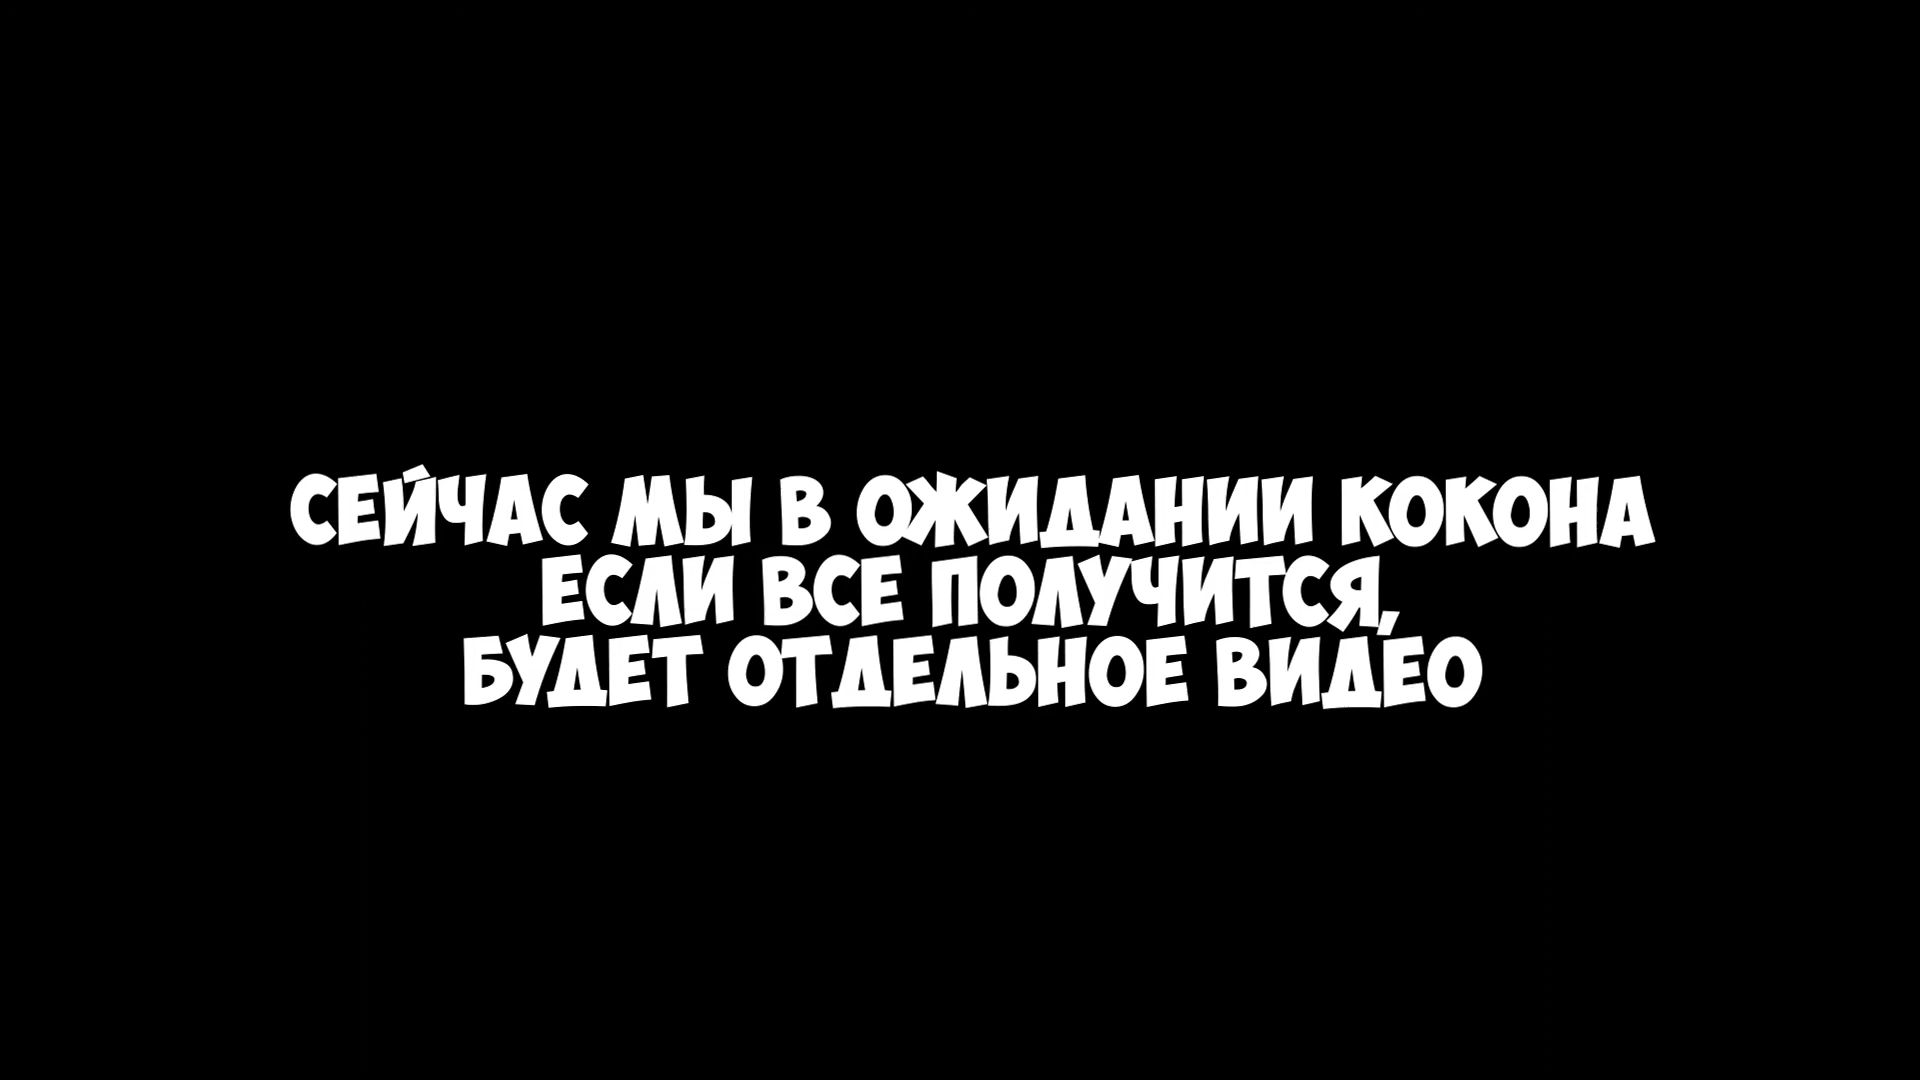 СЕЙЧАС МЫ В ОЖИДАНИИ КОКОНА
ЕСЛИ ВСЕ ПОЛУЧИТСЯ,
БУДЕТ ОТДЕЛЬНОЕ ВИДЕО